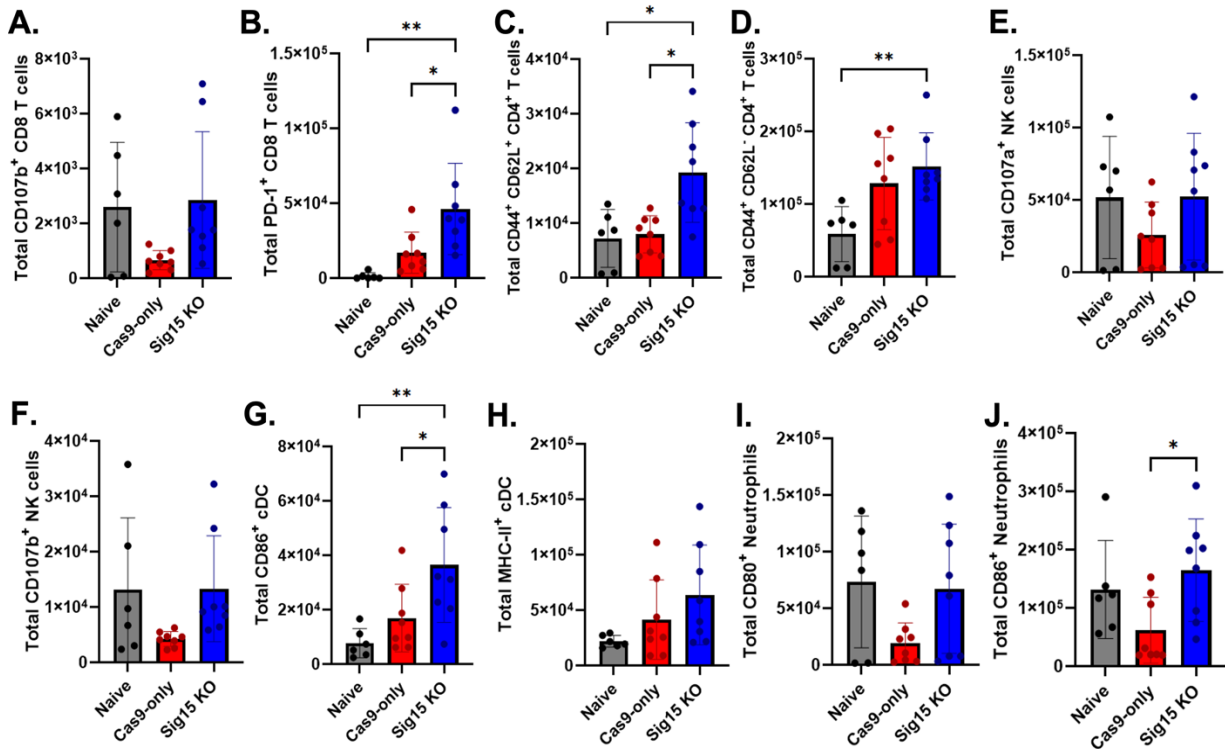 A.
Total CD107b⁺ CD8 T cells
8×10³
6×10³
4×10³
2×10³
0
Naive
Cas9-only
Sig15 KO
B.
Total PD-1⁺ CD8 T cells
1.5×10⁵
1×10⁵
5×10⁴
0
**
*
Naive
Cas9-only
Sig15 KO
C.
Total CD44⁺ CD62L⁺ CD4⁺ T cells
4×10⁴
3×10⁴
2×10⁴
1×10⁴
0
*
*
Naive
Cas9-only
Sig15 KO
D.
Total CD44⁺ CD62L⁻ CD4⁺ T cells
3×10⁵
2×10⁵
1×10⁵
0
**
Naive
Cas9-only
Sig15 KO
E.
Total CD107a⁺ NK cells
1.5×10⁵
1×10⁵
5×10⁴
0
Naive
Cas9-only
Sig15 KO
F.
Total CD107b⁺ NK cells
4×10⁴
3×10⁴
2×10⁴
1×10⁴
0
Naive
Cas9-only
Sig15 KO
G.
Total CD86⁺ cDC
8×10⁴
6×10⁴
4×10⁴
2×10⁴
0
**
*
Naive
Cas9-only
Sig15 KO
H.
Total MHC-II⁺ cDC
2×10⁵
1.5×10⁵
1×10⁵
5×10⁴
0
Naive
Cas9-only
Sig15 KO
I.
Total CD80⁺ Neutrophils
2×10⁵
1.5×10⁵
1×10⁵
5×10⁴
0
Naive
Cas9-only
Sig15 KO
J.
Total CD86⁺ Neutrophils
4×10⁵
3×10⁵
2×10⁵
1×10⁵
0
*
Naive
Cas9-only
Sig15 KO